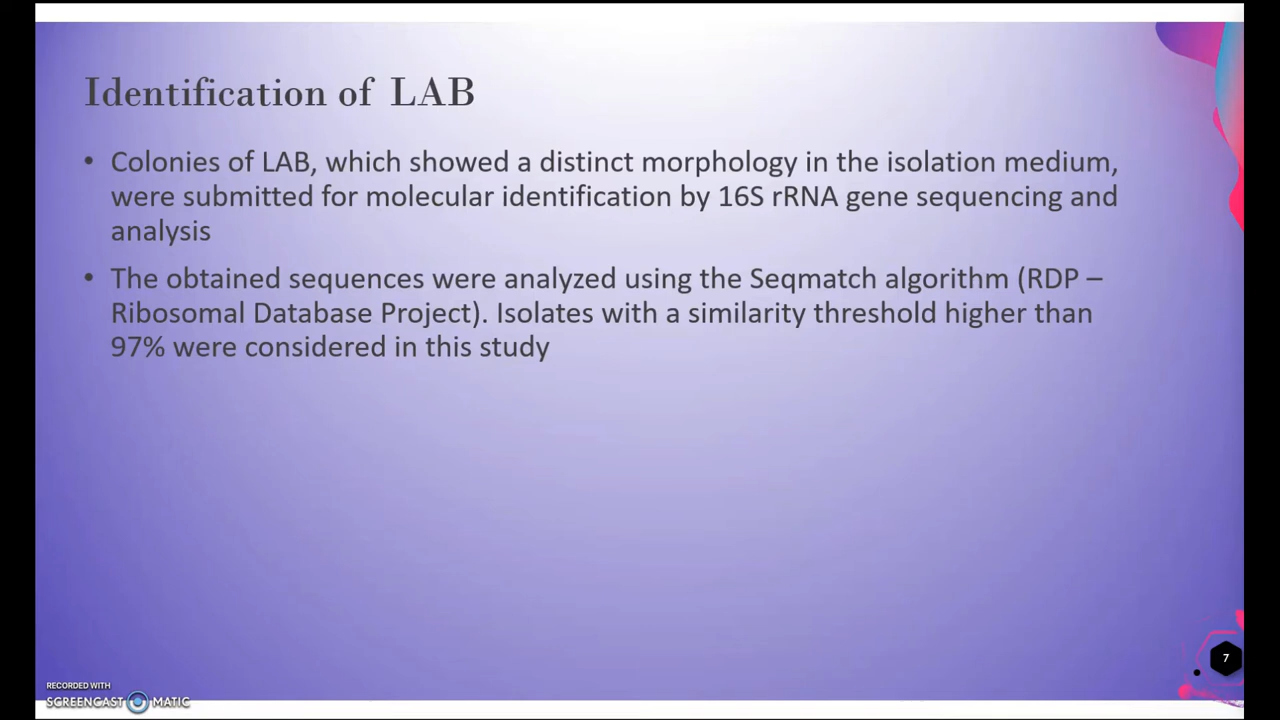 Identification of LAB
• Colonies of LAB, which showed a distinct morphology in the isolation medium,
were submitted for molecular identification by 16S rRNA gene sequencing and
analysis
• The obtained sequences were analyzed using the Seqmatch algorithm (RDP –
Ribosomal Database Project). Isolates with a similarity threshold higher than
97% were considered in this study
7
RECORDED WITH
SCREENCAST MATIC